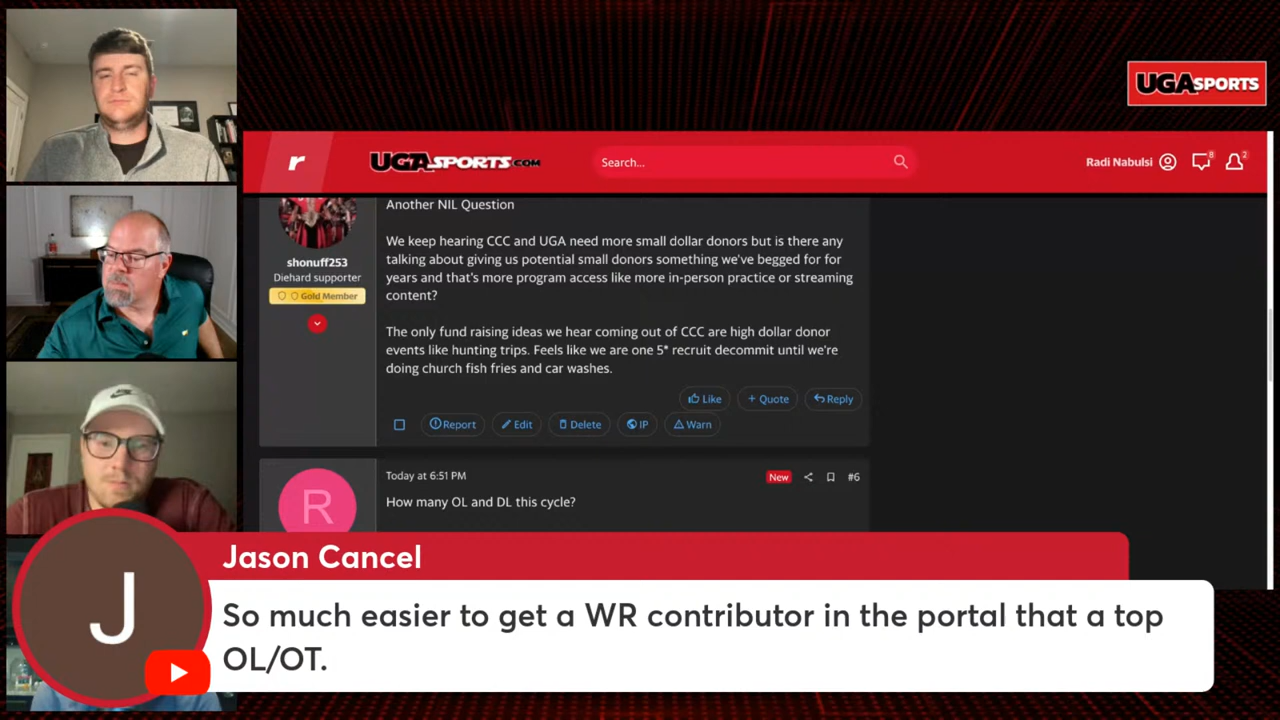 UGASPORTS
r
UGASPORTS.COM
Search...
Radi Nabulsi
8
2
Another NIL Question
We keep hearing CCC and UGA need more small dollar donors but is there any
talking about giving us potential small donors something we've begged for for
years and that's more program access like more in-person practice or streaming
content?
The only fund raising ideas we hear coming out of CCC are high dollar donor
events like hunting trips. Feels like we are one 5* recruit decommit until we're
doing church fish fries and car washes.
shonuff253
Diehard supporter
Gold Member
Like
+ Quote
Reply
Report
Edit
Delete
IP
Warn
R
Today at 6:51 PM
New
#6
How many OL and DL this cycle?
J
Jason Cancel
So much easier to get a WR contributor in the portal that a top
OL/OT.